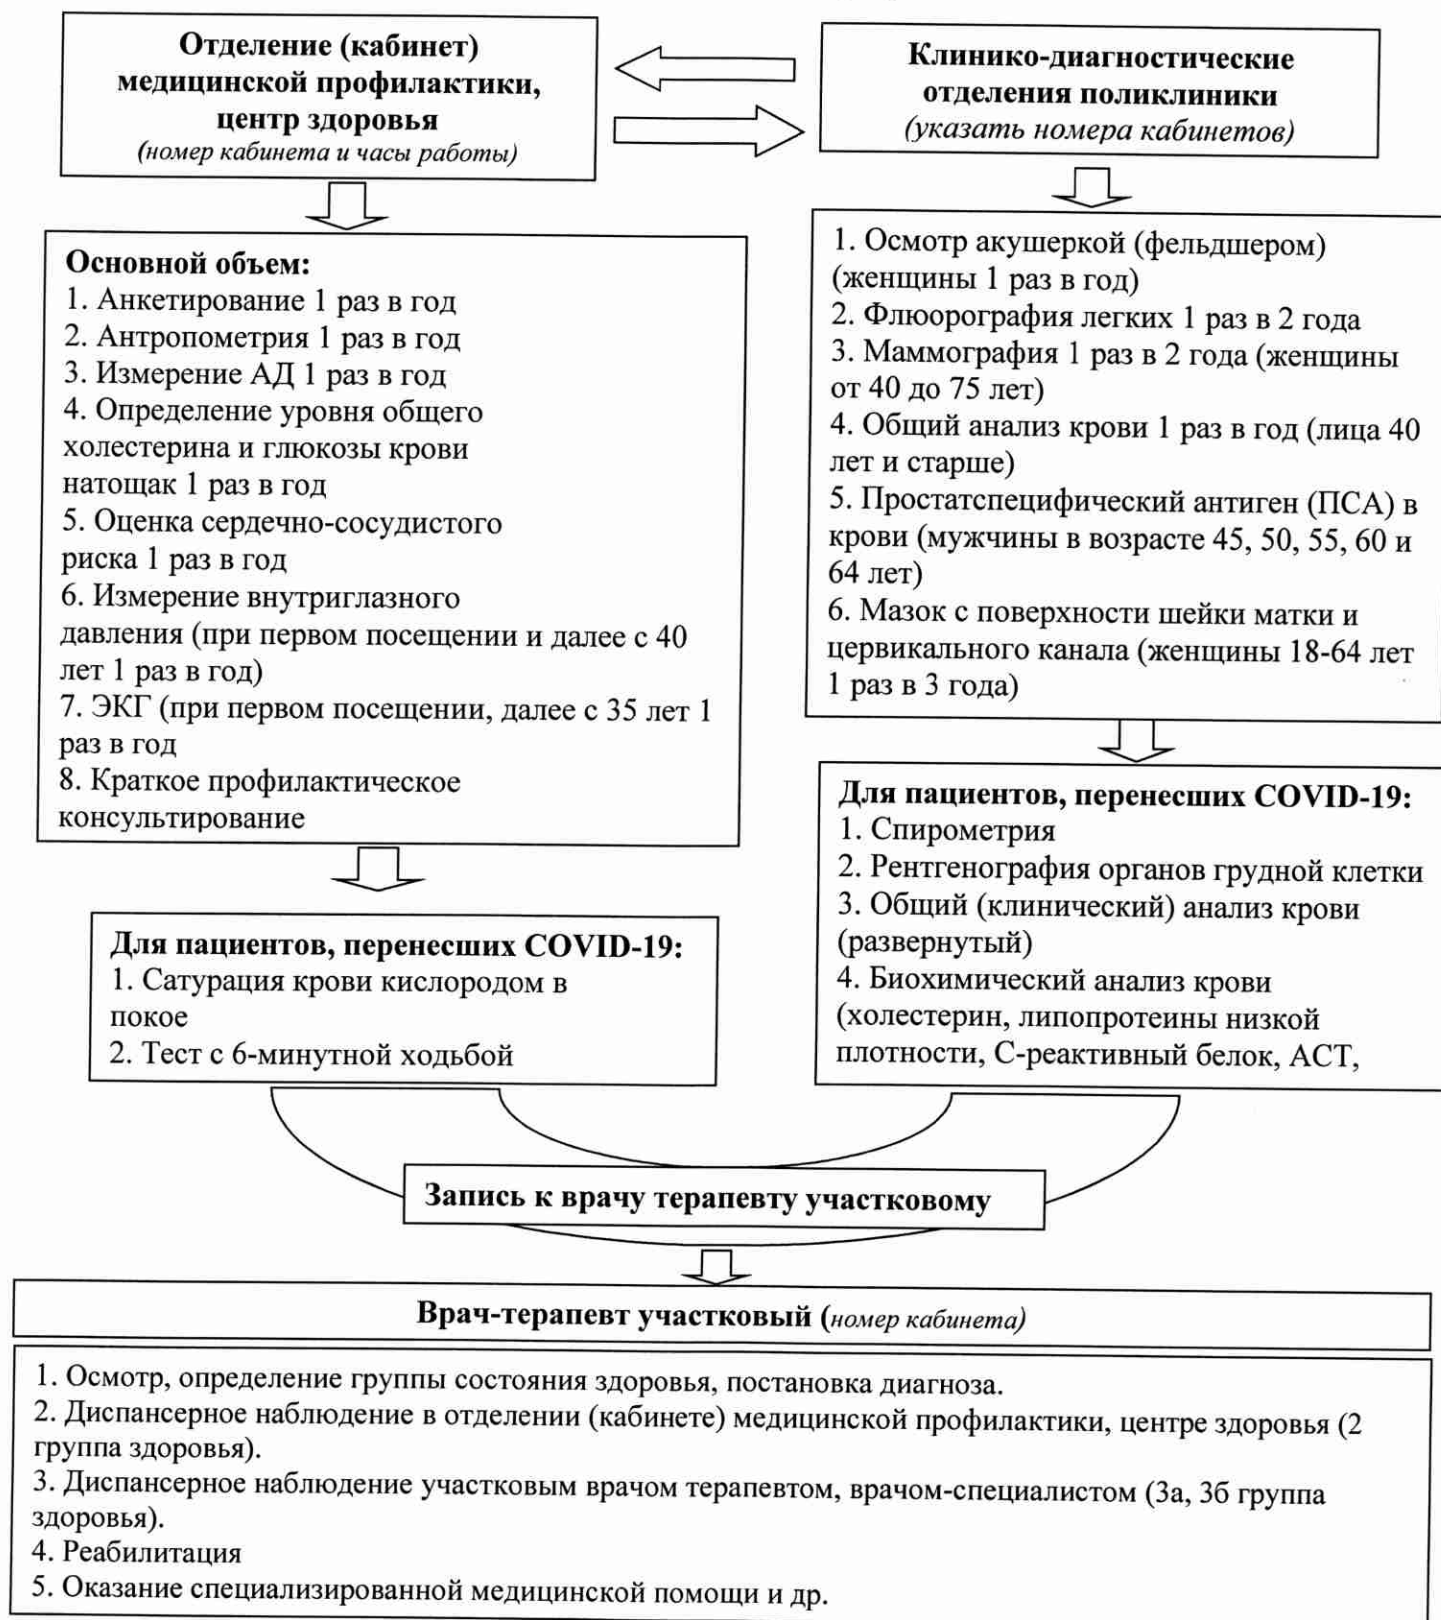 Отделение (кабинет)
медицинской профилактики,
центр здоровья
(номер кабинета и часы работы)
Клинико-диагностические
отделения поликлиники
(указать номера кабинетов)
Основной объем:
1. Анкетирование 1 раз в год
2. Антропометрия 1 раз в год
3. Измерение АД 1 раз в год
4. Определение уровня общего
холестерина и глюкозы крови
натощак 1 раз в год
5. Оценка сердечно-сосудистого
риска 1 раз в год
6. Измерение внутриглазного
давления (при первом посещении и далее с 40
лет 1 раз в год)
7. ЭКГ (при первом посещении, далее с 35 лет 1
раз в год
8. Краткое профилактическое
консультирование
1. Осмотр акушеркой (фельдшером)
(женщины 1 раз в год)
2. Флюорография легких 1 раз в 2 года
3. Маммография 1 раз в 2 года (женщины
от 40 до 75 лет)
4. Общий анализ крови 1 раз в год (лица 40
лет и старше)
5. Простатспецифический антиген (ПСА) в
крови (мужчины в возрасте 45, 50, 55, 60 и
64 лет)
6. Мазок с поверхности шейки матки и
цервикального канала (женщины 18-64 лет
1 раз в 3 года)
Для пациентов, перенесших COVID-19:
1. Сатурация крови кислородом в
покое
2. Тест с 6-минутной ходьбой
Для пациентов, перенесших COVID-19:
1. Спирометрия
2. Рентгенография органов грудной клетки
3. Общий (клинический) анализ крови
(развернутый)
4. Биохимический анализ крови
(холестерин, липопротеины низкой
плотности, С-реактивный белок, АСТ,
Запись к врачу терапевту участковому
Врач-терапевт участковый (номер кабинета)
1. Осмотр, определение группы состояния здоровья, постановка диагноза.
2. Диспансерное наблюдение в отделении (кабинете) медицинской профилактики, центре здоровья (2
группа здоровья).
3. Диспансерное наблюдение участковым врачом терапевтом, врачом-специалистом (3а, 3б группа
здоровья).
4. Реабилитация
5. Оказание специализированной медицинской помощи и др.